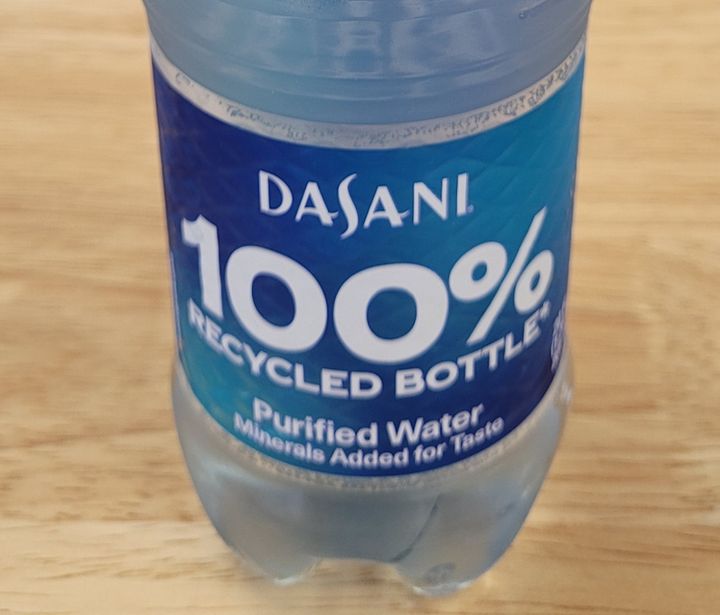 DASANI
100%
RECYCLED BOTTLE*
Purified Water
Minerals Added for Taste